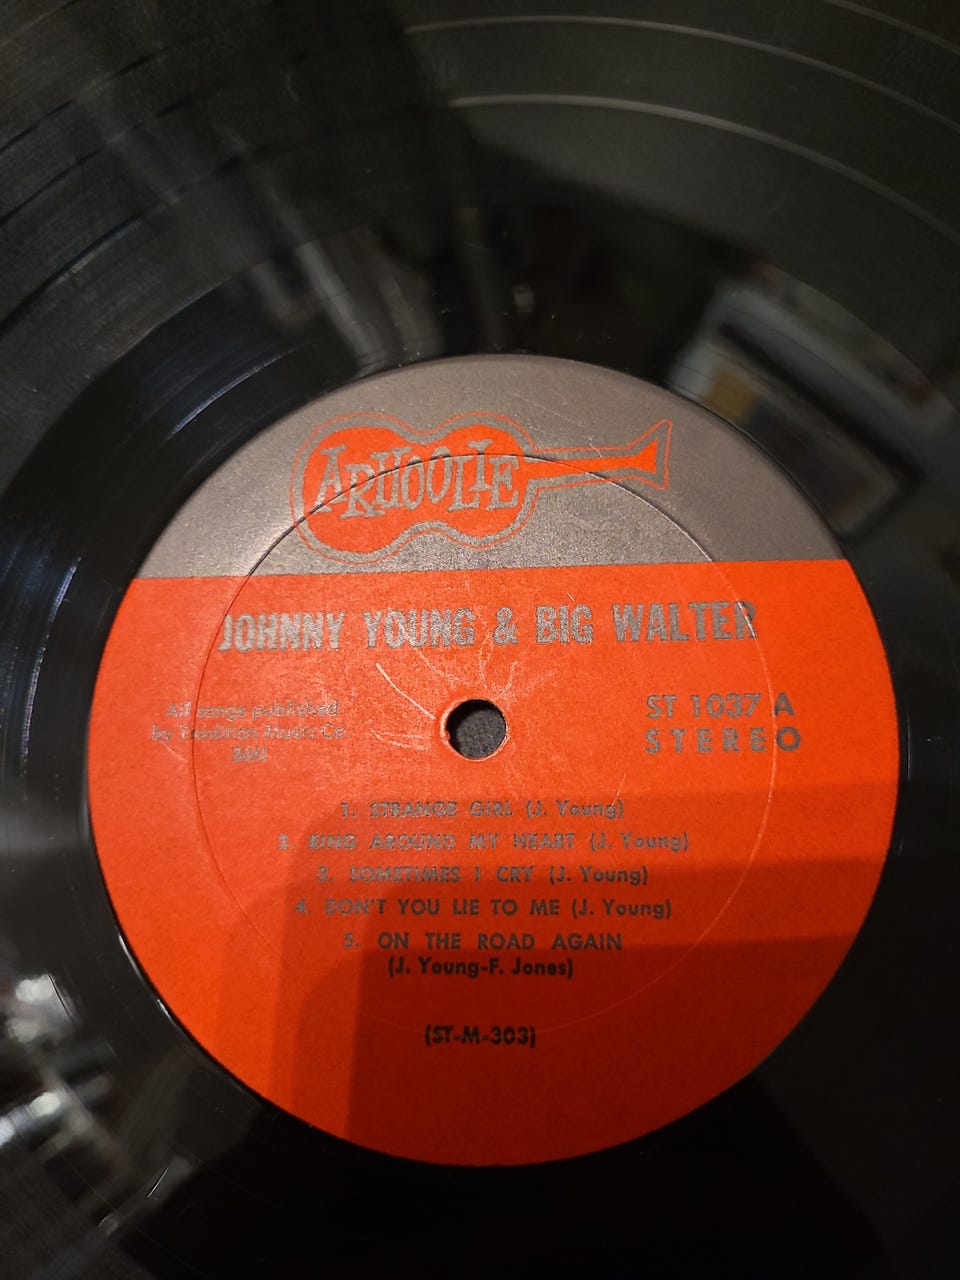 ARHOOLIE
JOHNNY YOUNG & BIG WALTER
All songs published
by Tradition Music Co.
BMI
ST 1037 A
STEREO
1. STRANGE GIRL (J. Young)
2. RING AROUND MY HEART (J. Young)
3. SOMETIMES I CRY (J. Young)
4. DON'T YOU LIE TO ME (J. Young)
5. ON THE ROAD AGAIN
(J. Young-F. Jones)
(ST-M-303)